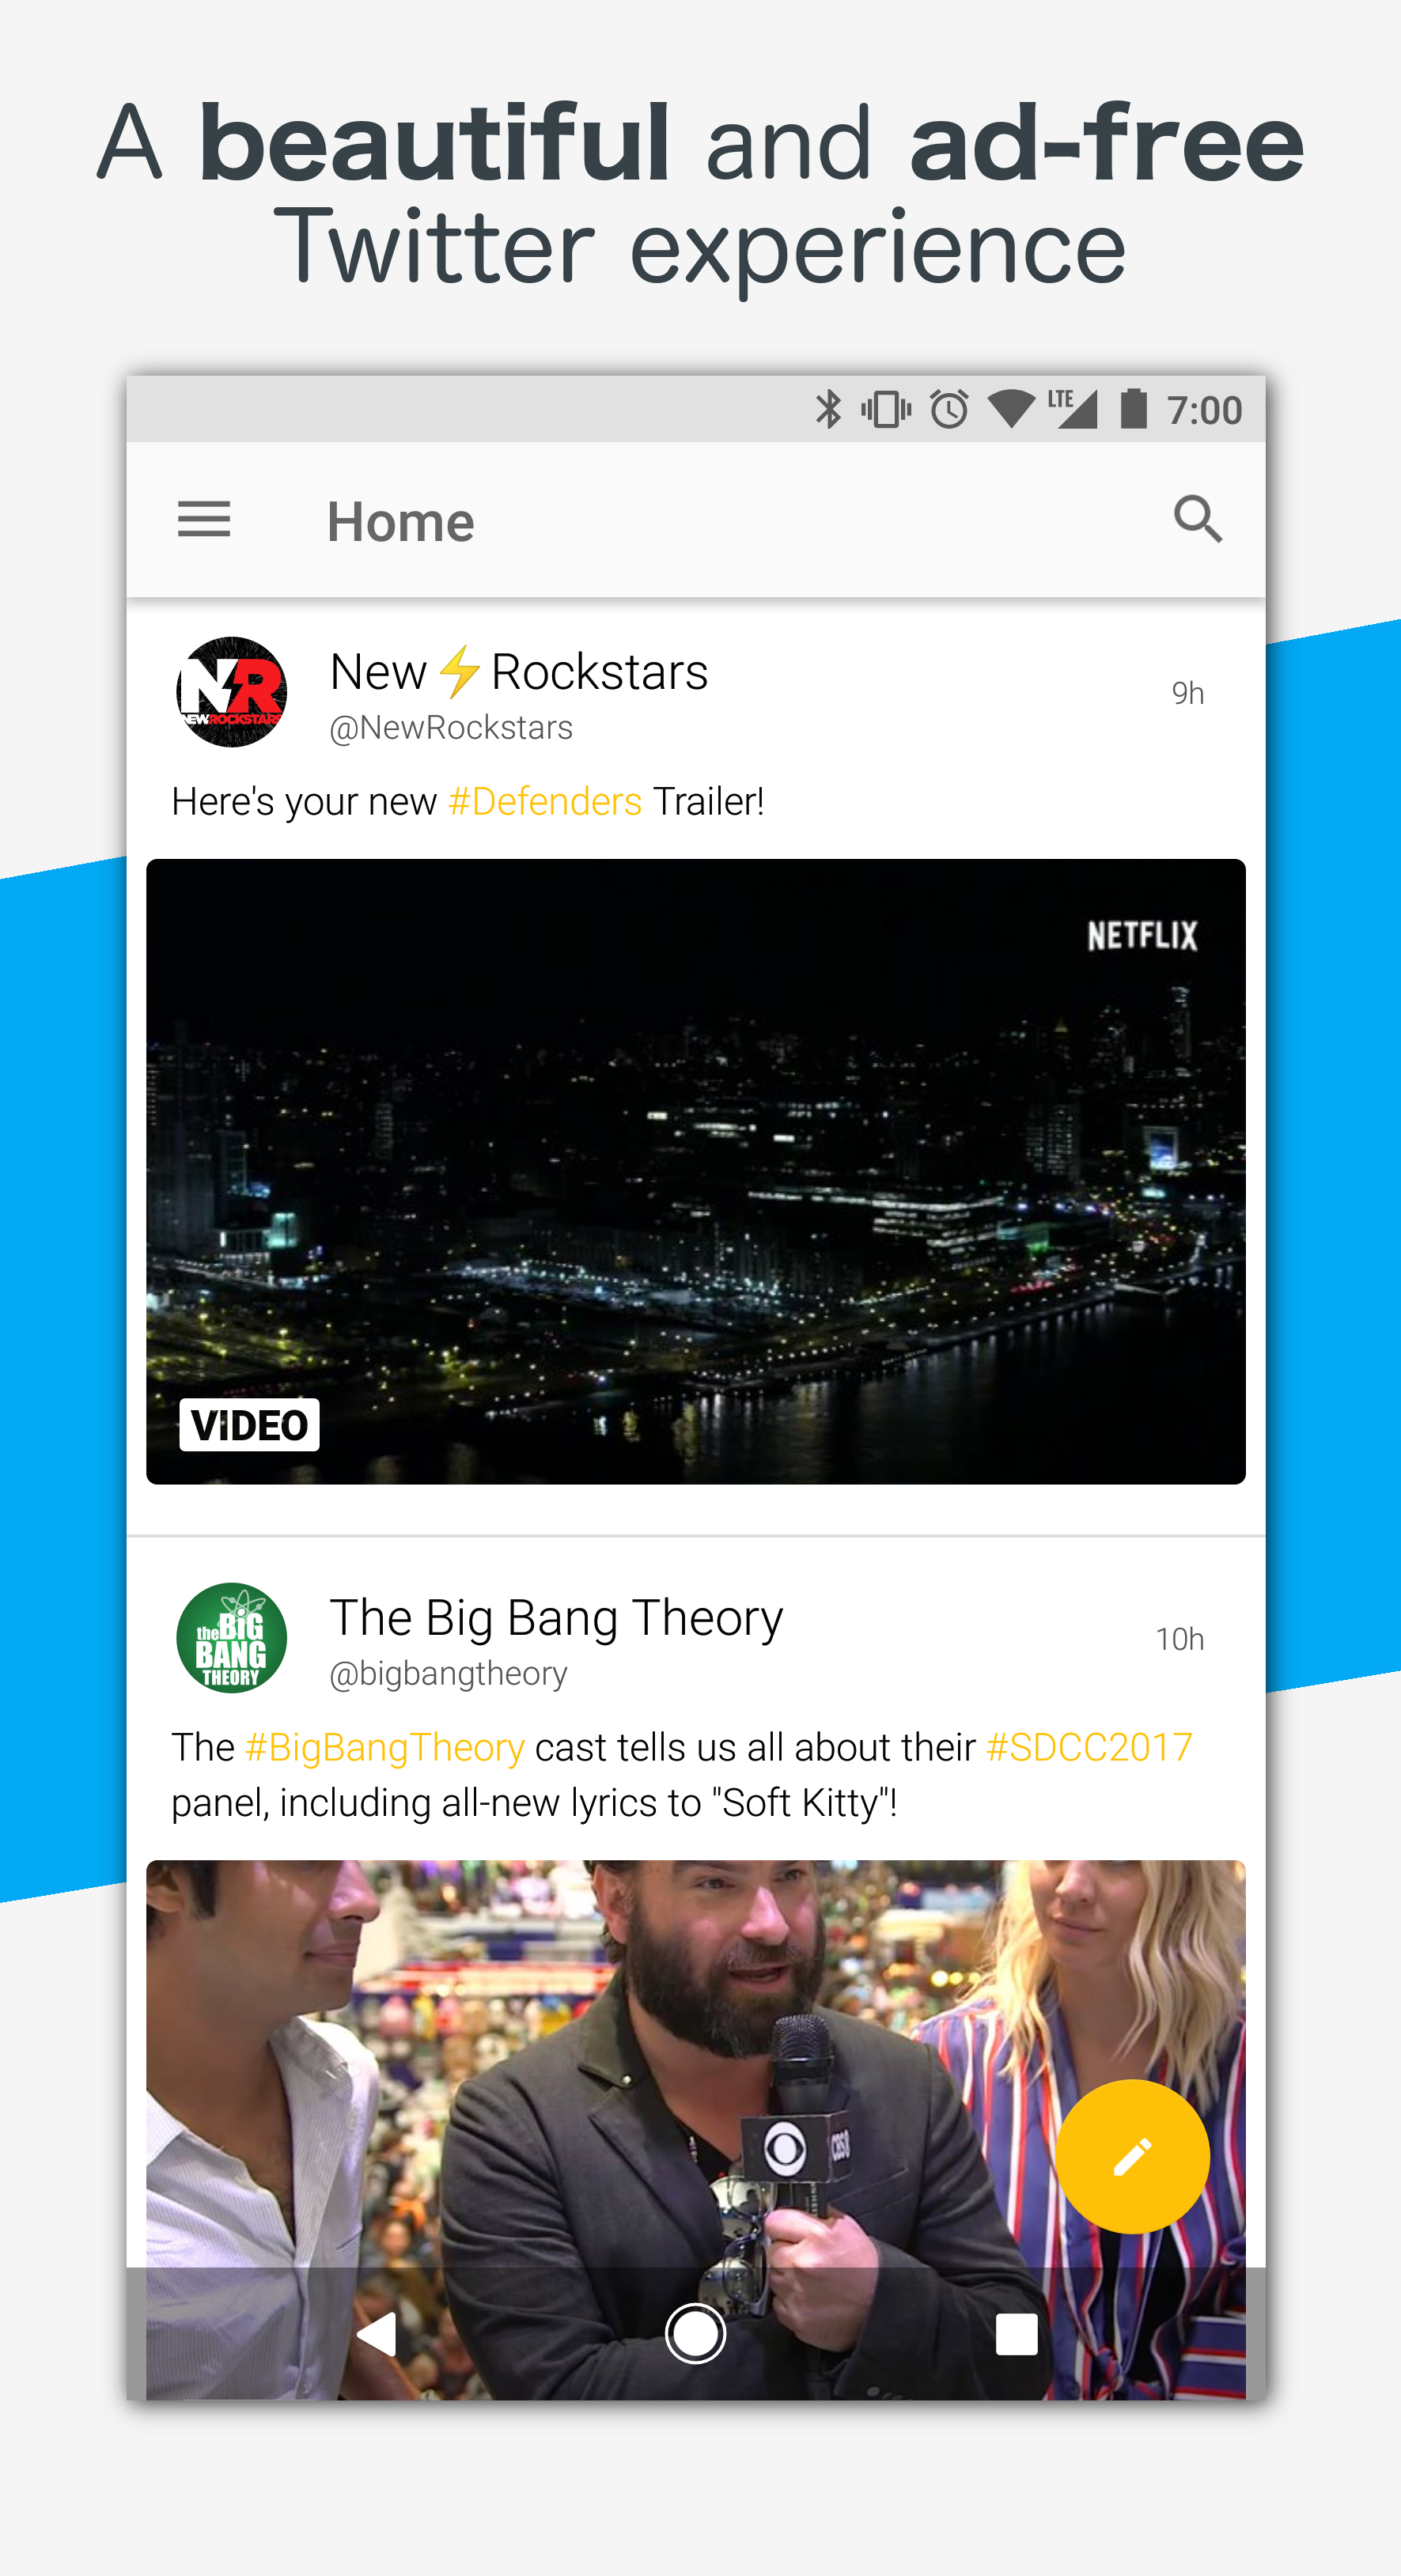 A beautiful and ad-free
Twitter experience
LTE 7:00
Home
NR
NEWROCKSTARS
New⚡Rockstars
@NewRockstars
9h
Here's your new #Defenders Trailer!
NETFLIX
VIDEO
the BIG
BANG
THEORY
The Big Bang Theory
@bigbangtheory
10h
The #BigBangTheory cast tells us all about their #SDCC2017
panel, including all-new lyrics to "Soft Kitty"!